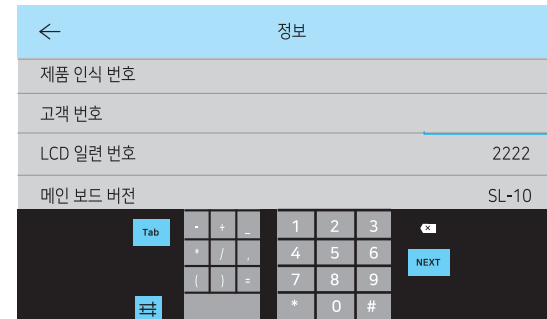 정보
제품 인식 번호
고객 번호
LCD 일련 번호 2222
메인 보드 버전 SL-10
Tab - + _ 1 2 3
* / , 4 5 6 NEXT
( ) = 7 8 9
* 0 #